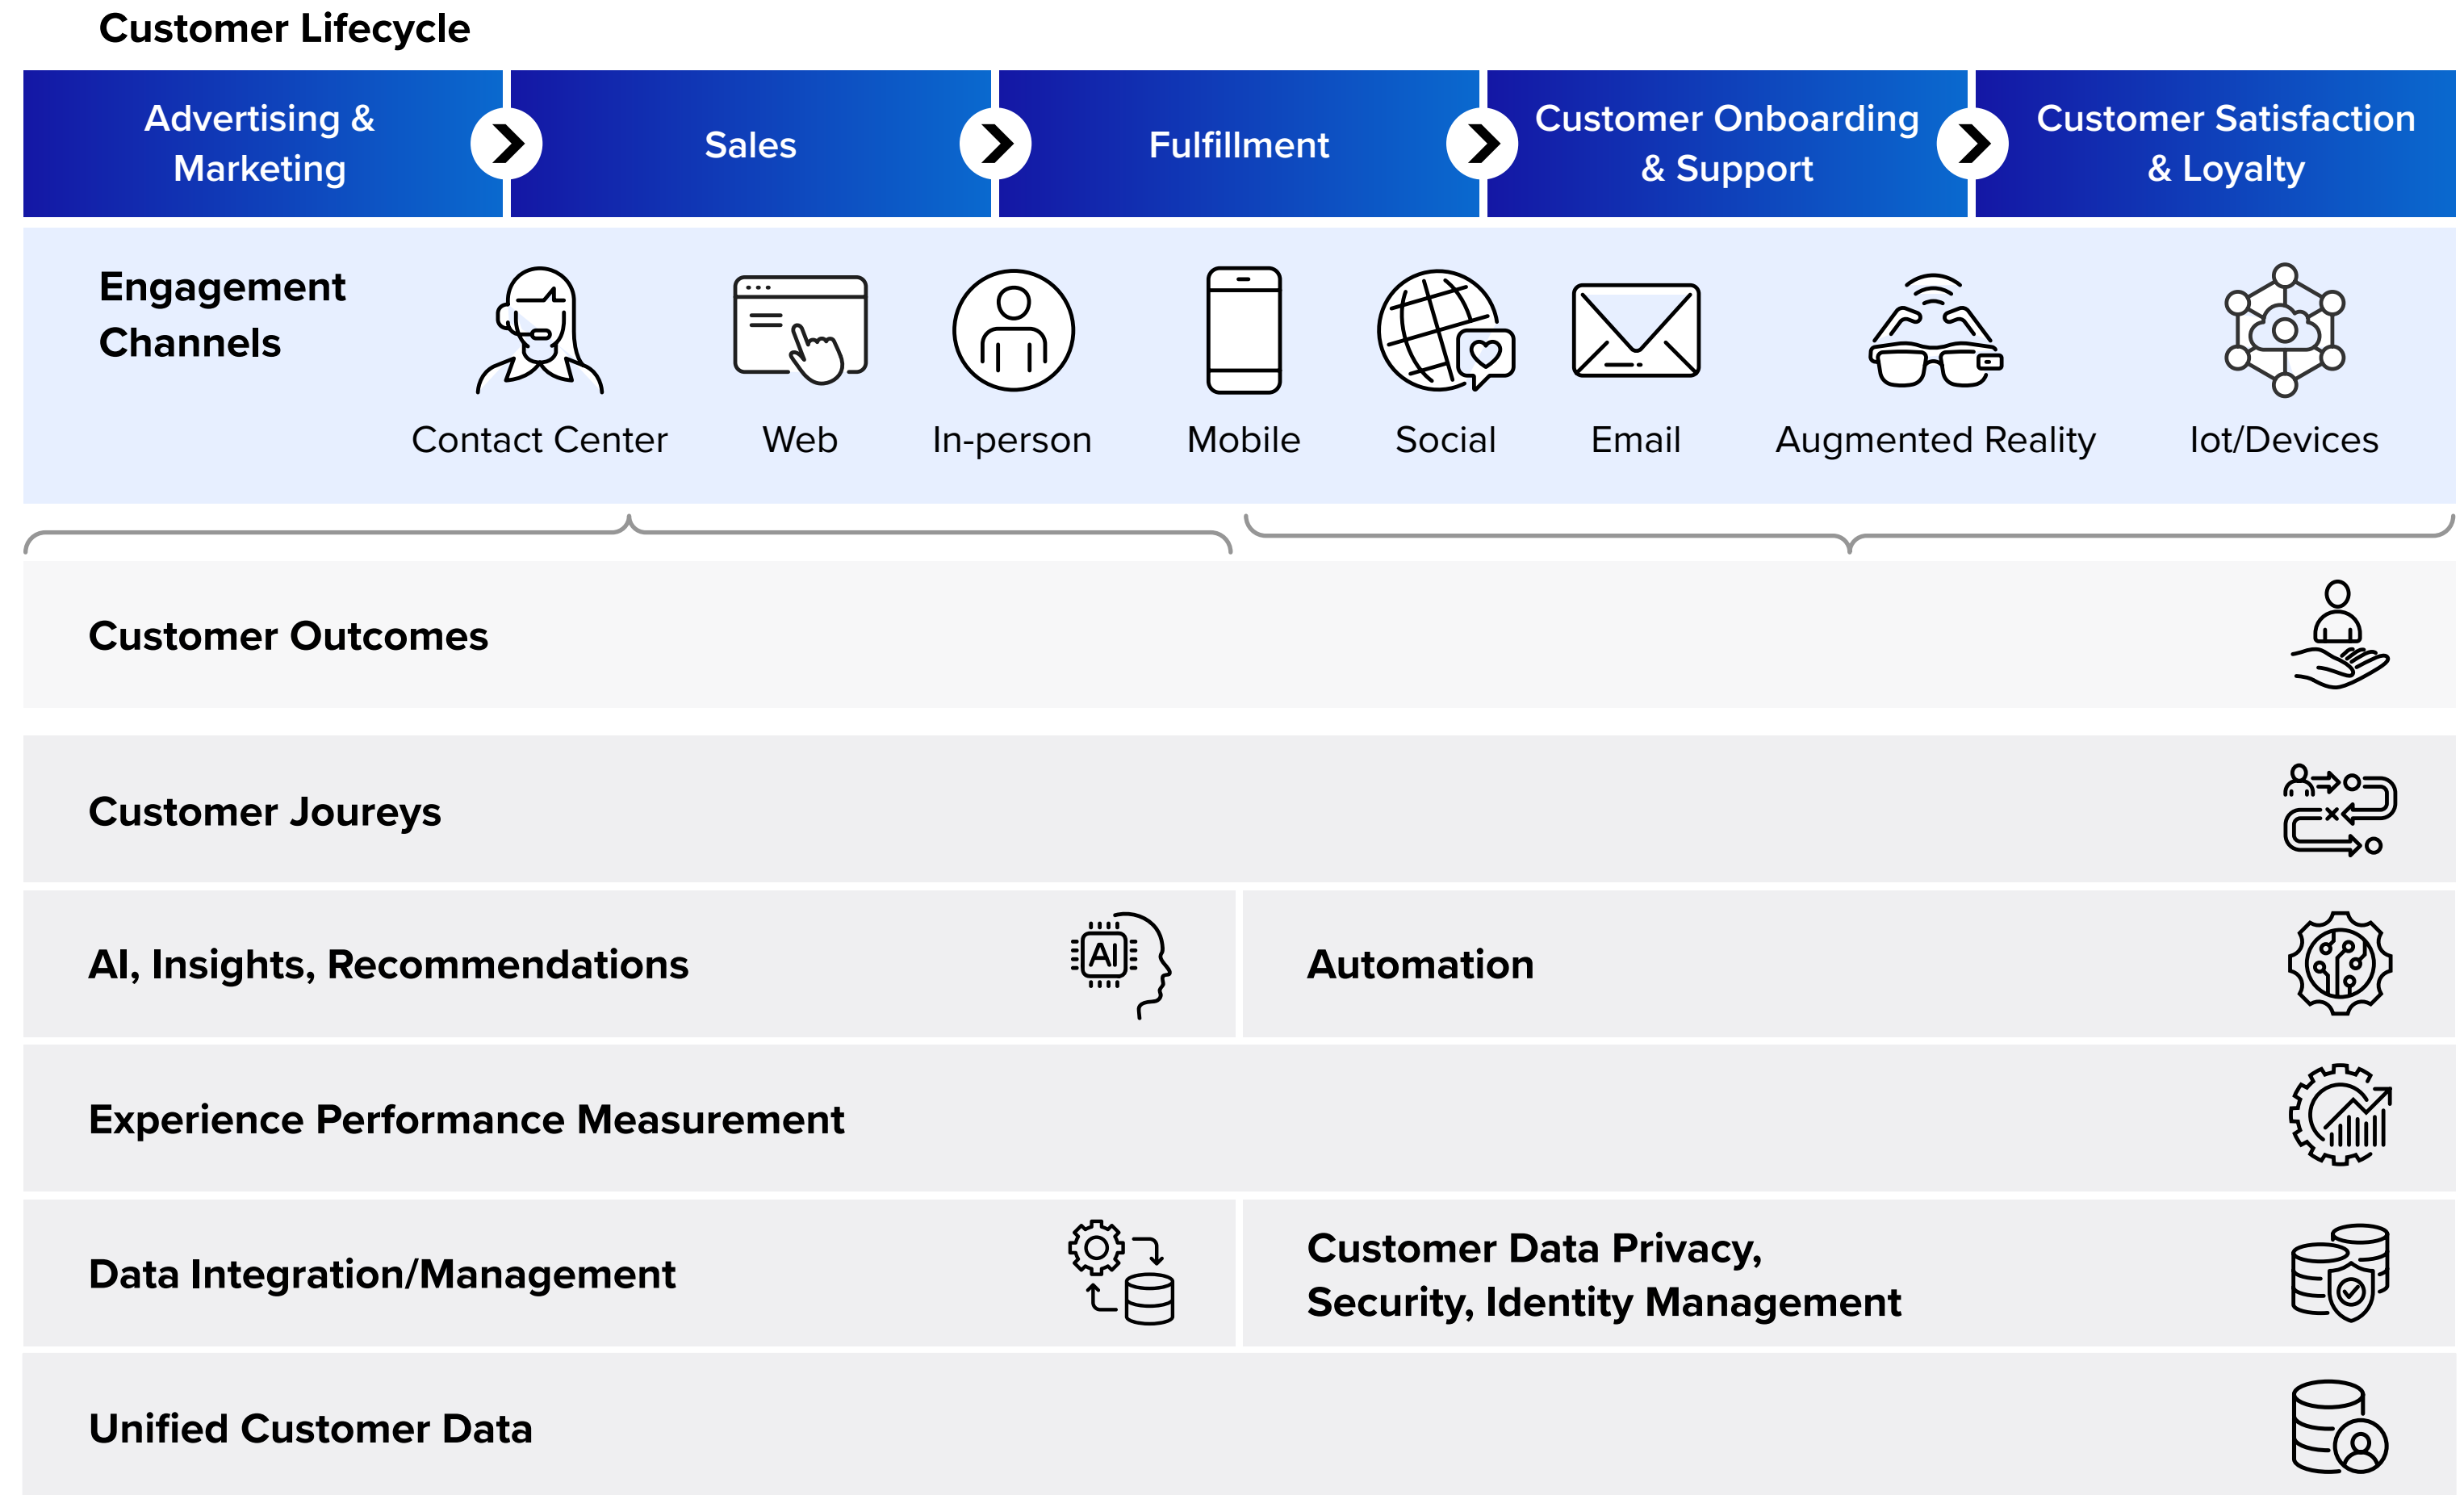 Customer Lifecycle
Advertising &
Marketing
Sales
Fulfillment
Customer Onboarding
& Support
Customer Satisfaction
& Loyalty
Engagement
Channels
Contact Center
Web
In-person
Mobile
Social
Email
Augmented Reality
Iot/Devices
Customer Outcomes
Customer Joureys
AI, Insights, Recommendations
AI
Automation
Experience Performance Measurement
Data Integration/Management
Customer Data Privacy,
Security, Identity Management
Unified Customer Data